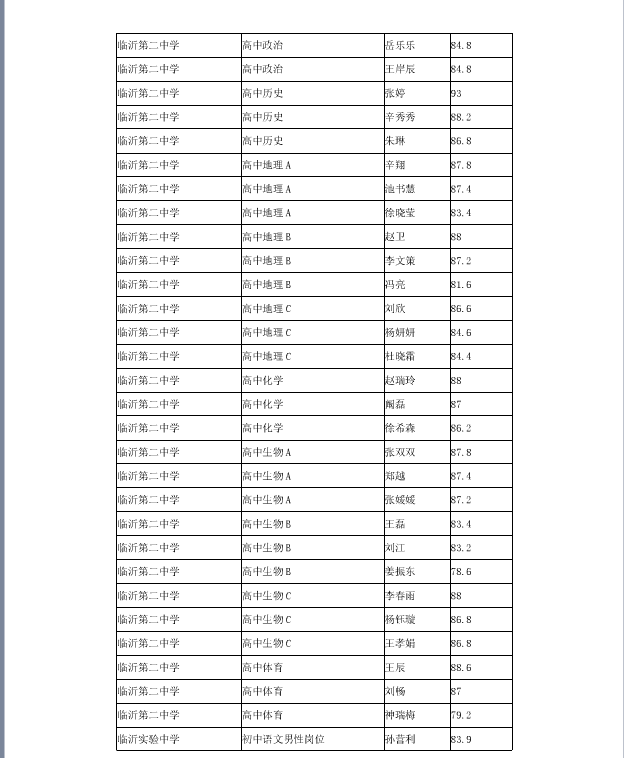 临沂第二中学 高中政治 岳乐乐 84.8
临沂第二中学 高中政治 王岸辰 84.8
临沂第二中学 高中历史 张婷 93
临沂第二中学 高中历史 辛秀秀 88.2
临沂第二中学 高中历史 朱琳 86.8
临沂第二中学 高中地理 A 辛翔 87.8
临沂第二中学 高中地理 A 池书慧 87.4
临沂第二中学 高中地理 A 徐晓莹 83.4
临沂第二中学 高中地理 B 赵卫 88
临沂第二中学 高中地理 B 李文策 87.2
临沂第二中学 高中地理 B 冯亮 81.6
临沂第二中学 高中地理 C 刘欣 86.6
临沂第二中学 高中地理 C 杨妍妍 84.6
临沂第二中学 高中地理 C 杜晓霜 84.4
临沂第二中学 高中化学 赵瑞玲 88
临沂第二中学 高中化学 阚磊 87
临沂第二中学 高中化学 徐希森 86.2
临沂第二中学 高中生物 A 张双双 87.8
临沂第二中学 高中生物 A 郑越 87.4
临沂第二中学 高中生物 A 张媛媛 87.2
临沂第二中学 高中生物 B 王磊 83.4
临沂第二中学 高中生物 B 刘江 83.2
临沂第二中学 高中生物 B 姜振东 78.6
临沂第二中学 高中生物 C 李春雨 88
临沂第二中学 高中生物 C 杨钰璇 86.8
临沂第二中学 高中生物 C 王孝娟 86.8
临沂第二中学 高中体育 王辰 88.6
临沂第二中学 高中体育 刘畅 87
临沂第二中学 高中体育 神瑞梅 79.2
临沂实验中学 初中语文男性岗位 孙营利 83.9